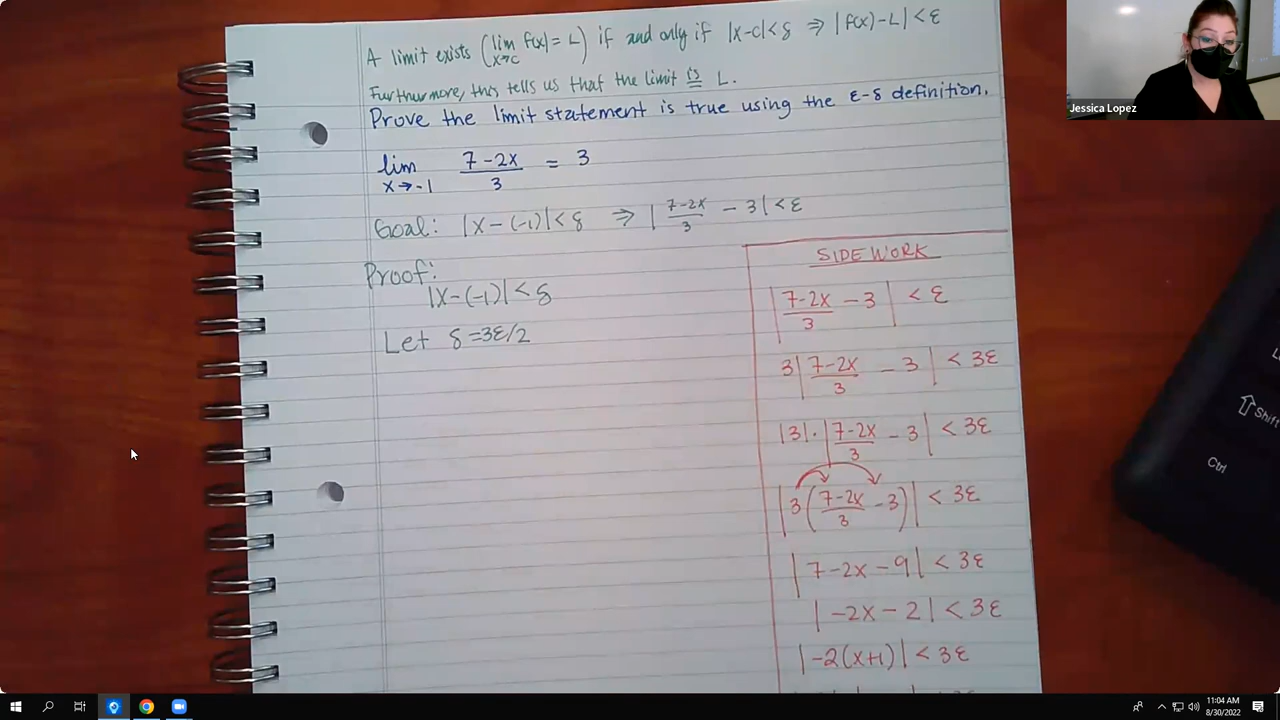 A limit exists (lim x→c f(x) = L) if and only if |x-c|<δ ⇒ |f(x)-L|<ε
Furthermore, this tells us that the limit is L.
Prove the limit statement is true using the ε-δ definition.
lim x→-1 7-2x/3 = 3
Goal: |x-(-1)|<δ ⇒ |7-2x/3 - 3|<ε
Proof:
|x-(-1)|<δ
Let δ=3ε/2
SIDE WORK
|7-2x/3 - 3| < ε
3|7-2x/3 - 3| < 3ε
|3|·|7-2x/3 - 3| < 3ε
|3(7-2x/3 - 3)| < 3ε
|7-2x-9| < 3ε
|-2x-2| < 3ε
|-2(x+1)| < 3ε
Jessica Lopez
Shift
Ctrl
11:04 AM
8/30/2022